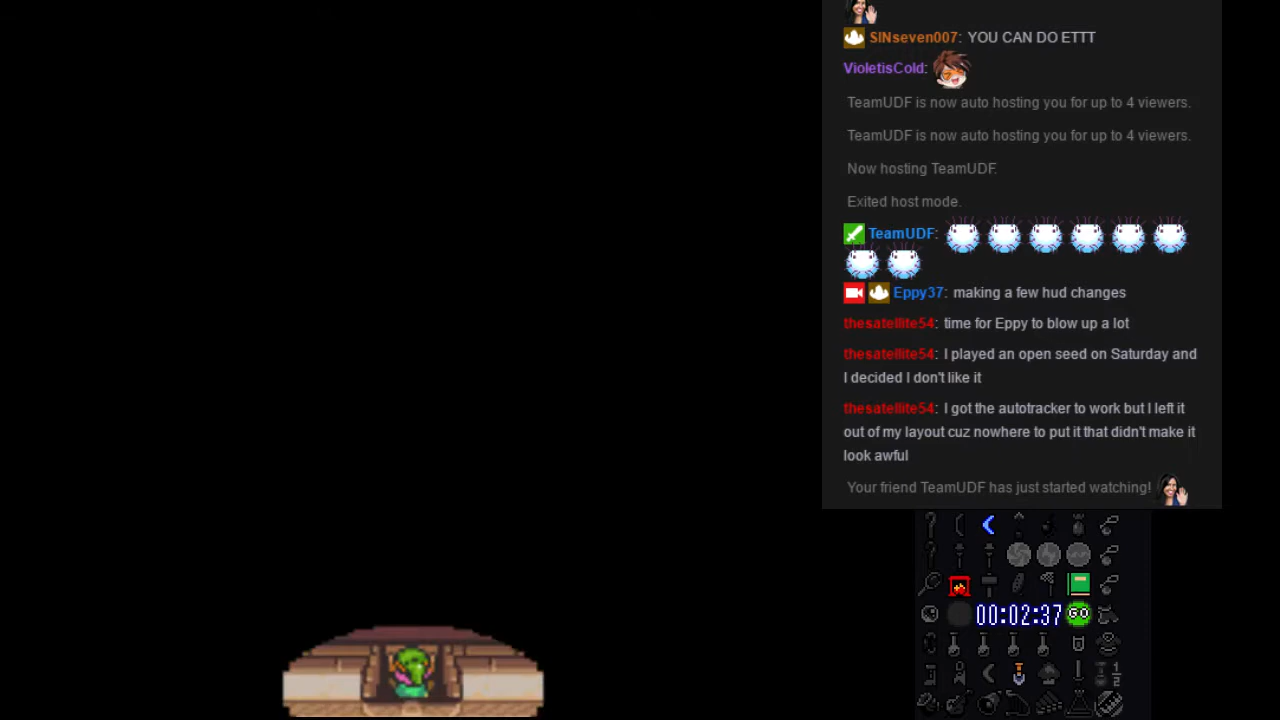 SINseven007: YOU CAN DO ETTT
VioletisCold:
TeamUDF is now auto hosting you for up to 4 viewers.
TeamUDF is now auto hosting you for up to 4 viewers.
Now hosting TeamUDF.
Exited host mode.
TeamUDF:
Eppy37: making a few hud changes
thesatellite54: time for Eppy to blow up a lot
thesatellite54: I played an open seed on Saturday and
I decided I don't like it
thesatellite54: I got the autotracker to work but I left it
out of my layout cuz nowhere to put it that didn't make it
look awful
Your friend TeamUDF has just started watching!
00:02:37 GO
1/2